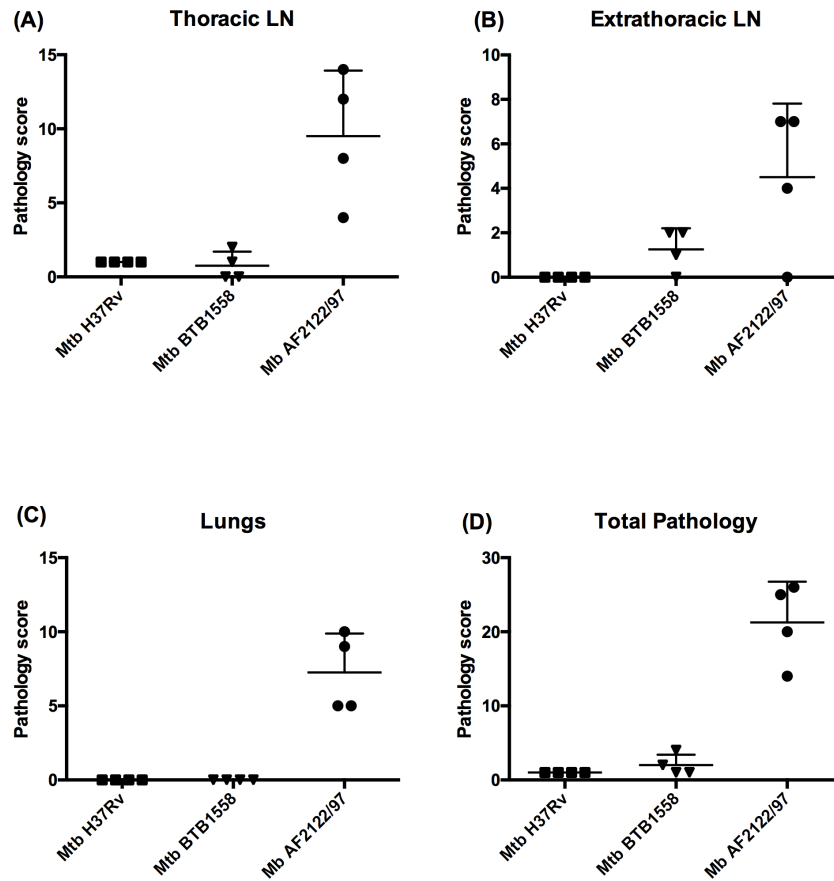 (A)
Thoracic LN
Pathology score
15
10
5
0
Mtb H37Rv
Mtb BTB1558
Mb AF2122/97
(B)
Extrathoracic LN
Pathology score
10
8
6
4
2
0
Mtb H37Rv
Mtb BTB1558
Mb AF2122/97
(C)
Lungs
Pathology score
15
10
5
0
Mtb H37Rv
Mtb BTB1558
Mb AF2122/97
(D)
Total Pathology
Pathology score
30
20
10
0
Mtb H37Rv
Mtb BTB1558
Mb AF2122/97